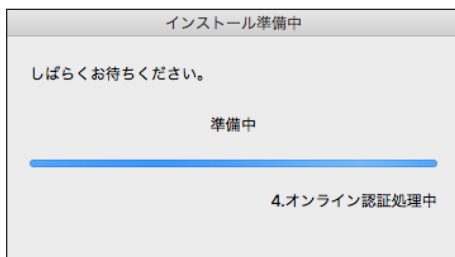 インストール準備中
しばらくお待ちください。
準備中
4.オンライン認証処理中